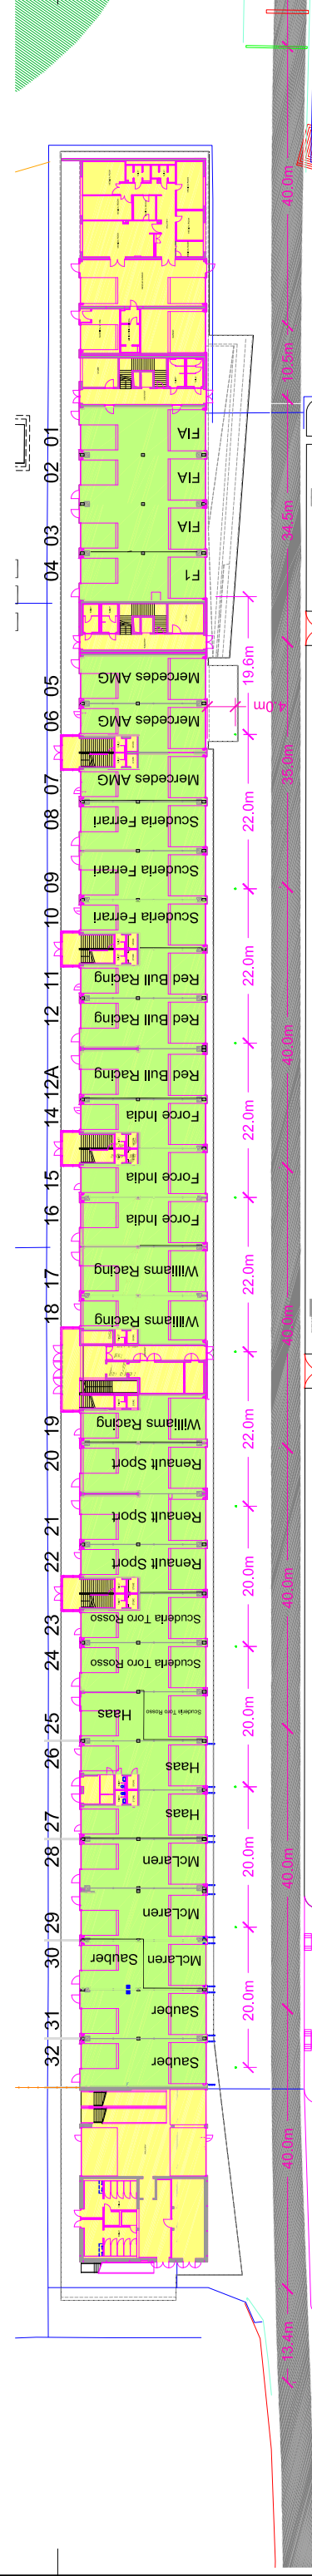 40.0m
10.5m
01
FIA
02
FIA
34.5m
03
FIA
04
F1
19.6m
05
Mercedes AMG
4.0m
06
Mercedes AMG
35.0m
07
Mercedes AMG
22.0m
08
Scuderia Ferrari
09
Scuderia Ferrari
10
Scuderia Ferrari
22.0m
11
Red Bull Racing
40.0m
12
Red Bull Racing
12A
Red Bull Racing
22.0m
14
Force India
15
Force India
16
Force India
22.0m
17
Williams Racing
22.0m
18
Williams Racing
40.0m
19
Williams Racing
22.0m
20
Renault Sport
21
Renault Sport
22
Renault Sport
20.0m
40.0m
23
Scuderia Toro Rosso
24
Scuderia Toro Rosso
25
Haas
Scuderia Toro Rosso
20.0m
26
Haas
27
Haas
20.0m
28
McLaren
40.0m
29
McLaren
30
Sauber
McLaren
20.0m
31
Sauber
32
Sauber
40.0m
13.4m